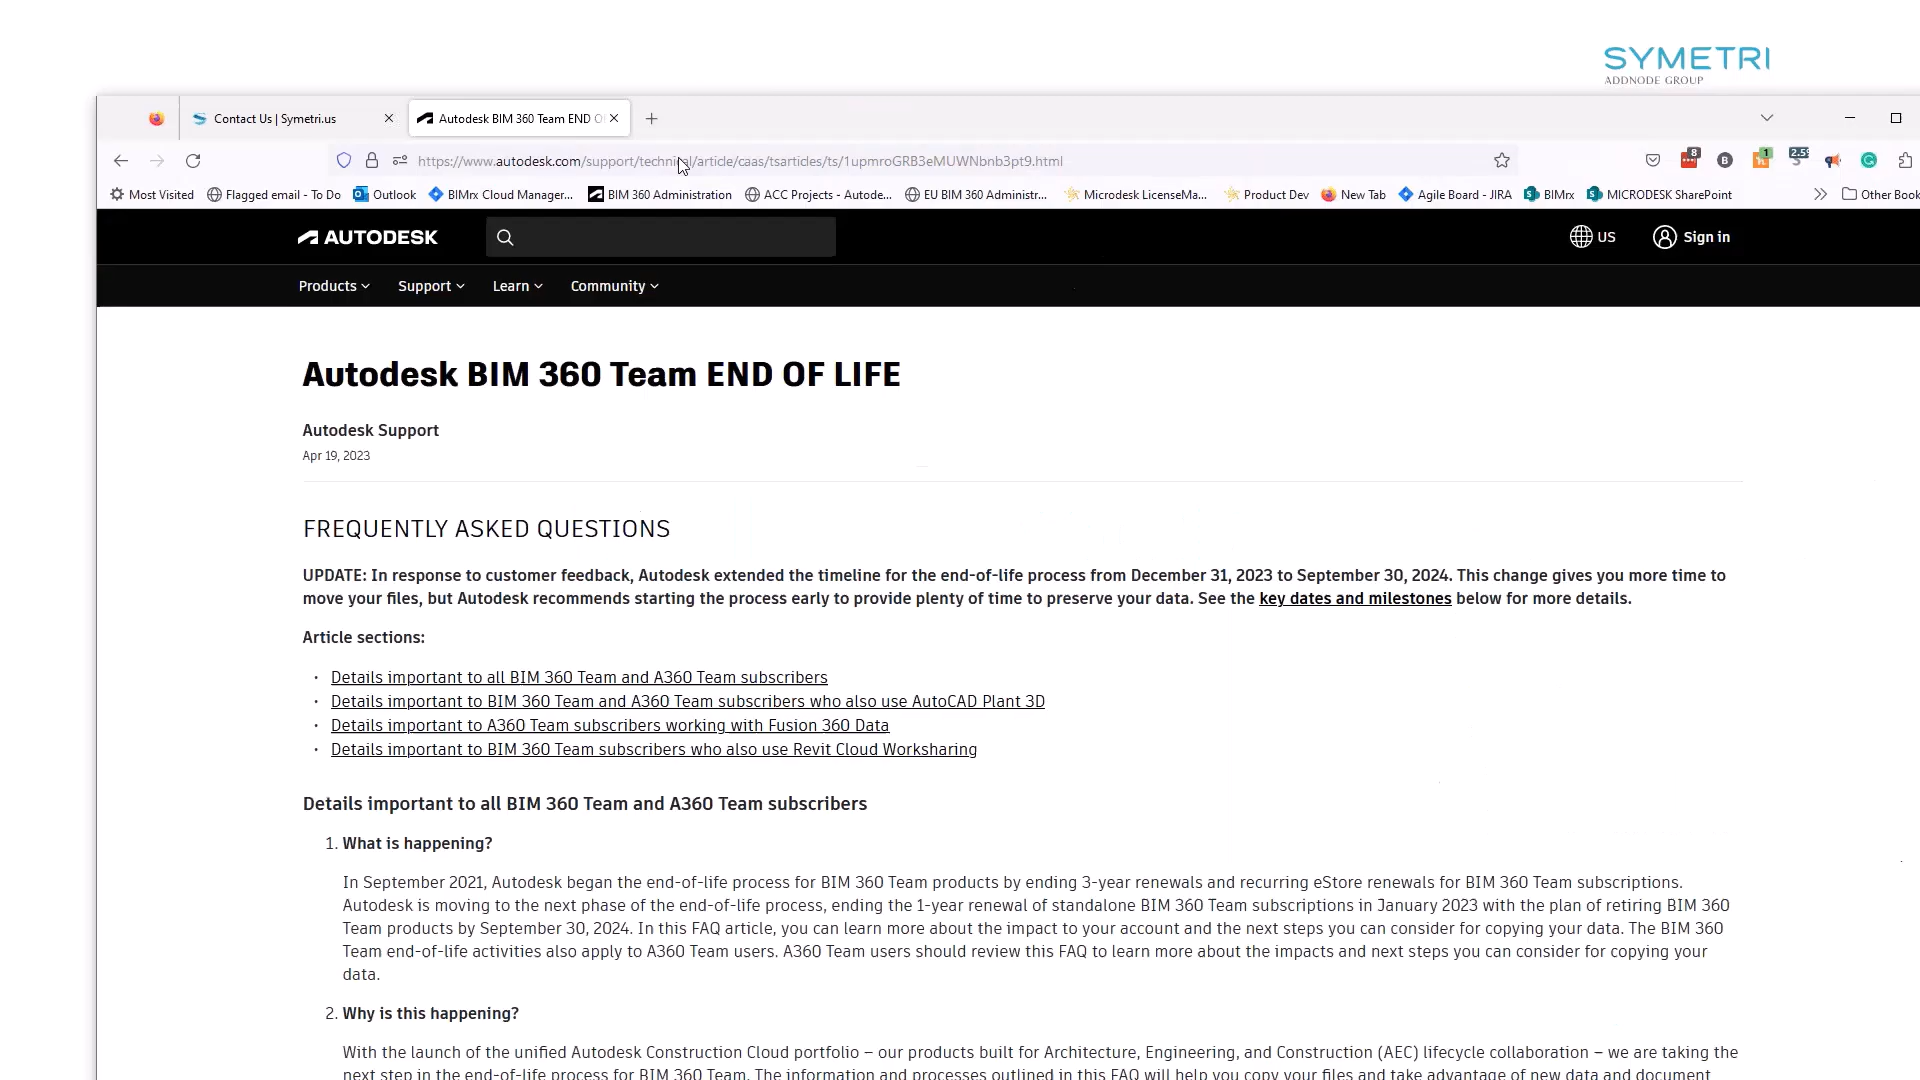 SYMETRI
ADDNODE GROUP
Contact Us | Symetri.us
Autodesk BIM 360 Team END O
https://www.autodesk.com/support/technical/article/caas/tsarticles/ts/1upmroGRB3eMUWNbnb3pt9.html
8
1
2.5
Most Visited Flagged email - To Do Outlook BIMrx Cloud Manager... BIM 360 Administration ACC Projects - Autode... EU BIM 360 Administr... Microdesk LicenseMa... Product Dev New Tab Agile Board - JIRA BIMrx MICRODESK SharePoint Other Book
AUTODESK
US
Sign in
Products Support Learn Community
Autodesk BIM 360 Team END OF LIFE
Autodesk Support
Apr 19, 2023
FREQUENTLY ASKED QUESTIONS
UPDATE: In response to customer feedback, Autodesk extended the timeline for the end-of-life process from December 31, 2023 to September 30, 2024. This change gives you more time to
move your files, but Autodesk recommends starting the process early to provide plenty of time to preserve your data. See the key dates and milestones below for more details.
Article sections:
· Details important to all BIM 360 Team and A360 Team subscribers
· Details important to BIM 360 Team and A360 Team subscribers who also use AutoCAD Plant 3D
· Details important to A360 Team subscribers working with Fusion 360 Data
· Details important to BIM 360 Team subscribers who also use Revit Cloud Worksharing
Details important to all BIM 360 Team and A360 Team subscribers
1. What is happening?
In September 2021, Autodesk began the end-of-life process for BIM 360 Team products by ending 3-year renewals and recurring eStore renewals for BIM 360 Team subscriptions.
Autodesk is moving to the next phase of the end-of-life process, ending the 1-year renewal of standalone BIM 360 Team subscriptions in January 2023 with the plan of retiring BIM 360
Team products by September 30, 2024. In this FAQ article, you can learn more about the impact to your account and the next steps you can consider for copying your data. The BIM 360
Team end-of-life activities also apply to A360 Team users. A360 Team users should review this FAQ to learn more about the impacts and next steps you can consider for copying your
data.
2. Why is this happening?
With the launch of the unified Autodesk Construction Cloud portfolio – our products built for Architecture, Engineering, and Construction (AEC) lifecycle collaboration – we are taking the
next step in the end-of-life process for BIM 360 Team. The information and processes outlined in this FAQ will help you copy your files and take advantage of new data and document